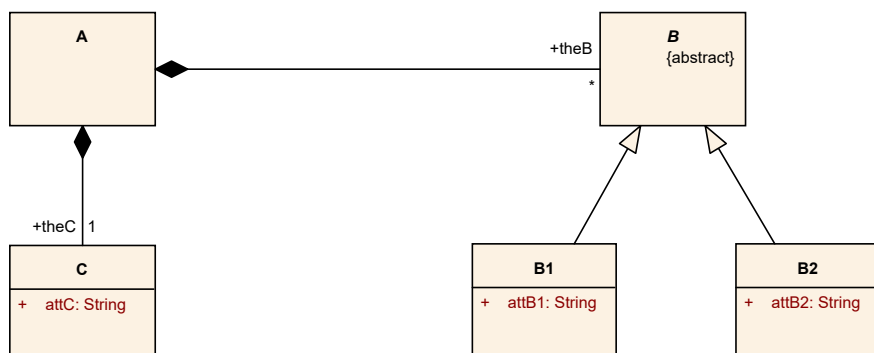 A
B
{abstract}
+theB
*
+theC 1
C
+ attC: String
B1
+ attB1: String
B2
+ attB2: String